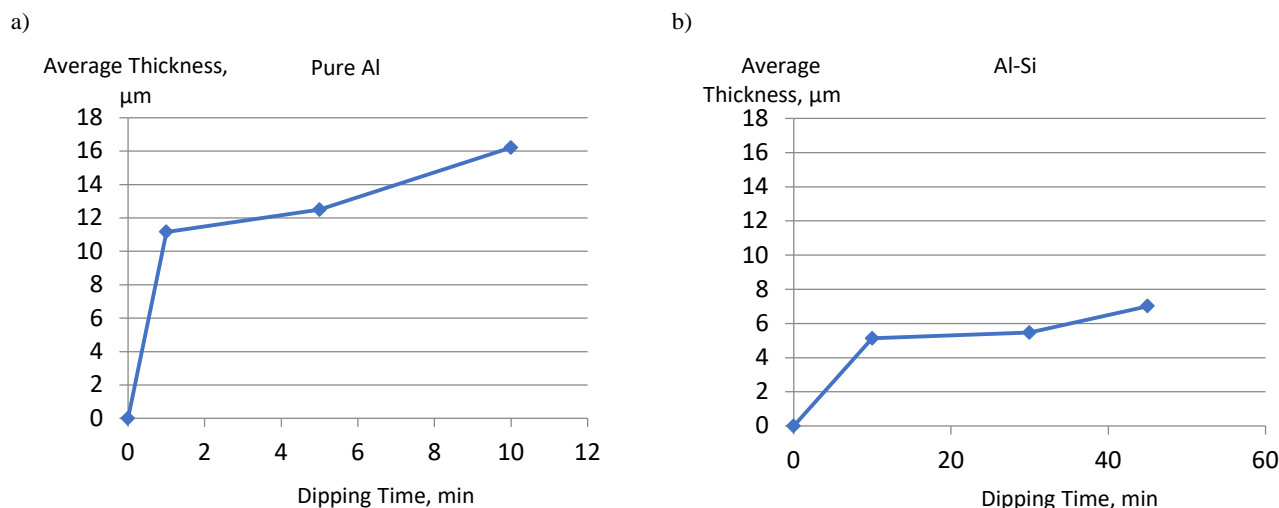 a)
Average Thickness,
μm
Pure Al
18
16
14
12
10
8
6
4
2
0
0 2 4 6 8 10 12
Dipping Time, min
b)
Average
Thickness, μm
Al-Si
18
16
14
12
10
8
6
4
2
0
0 20 40 60
Dipping Time, min